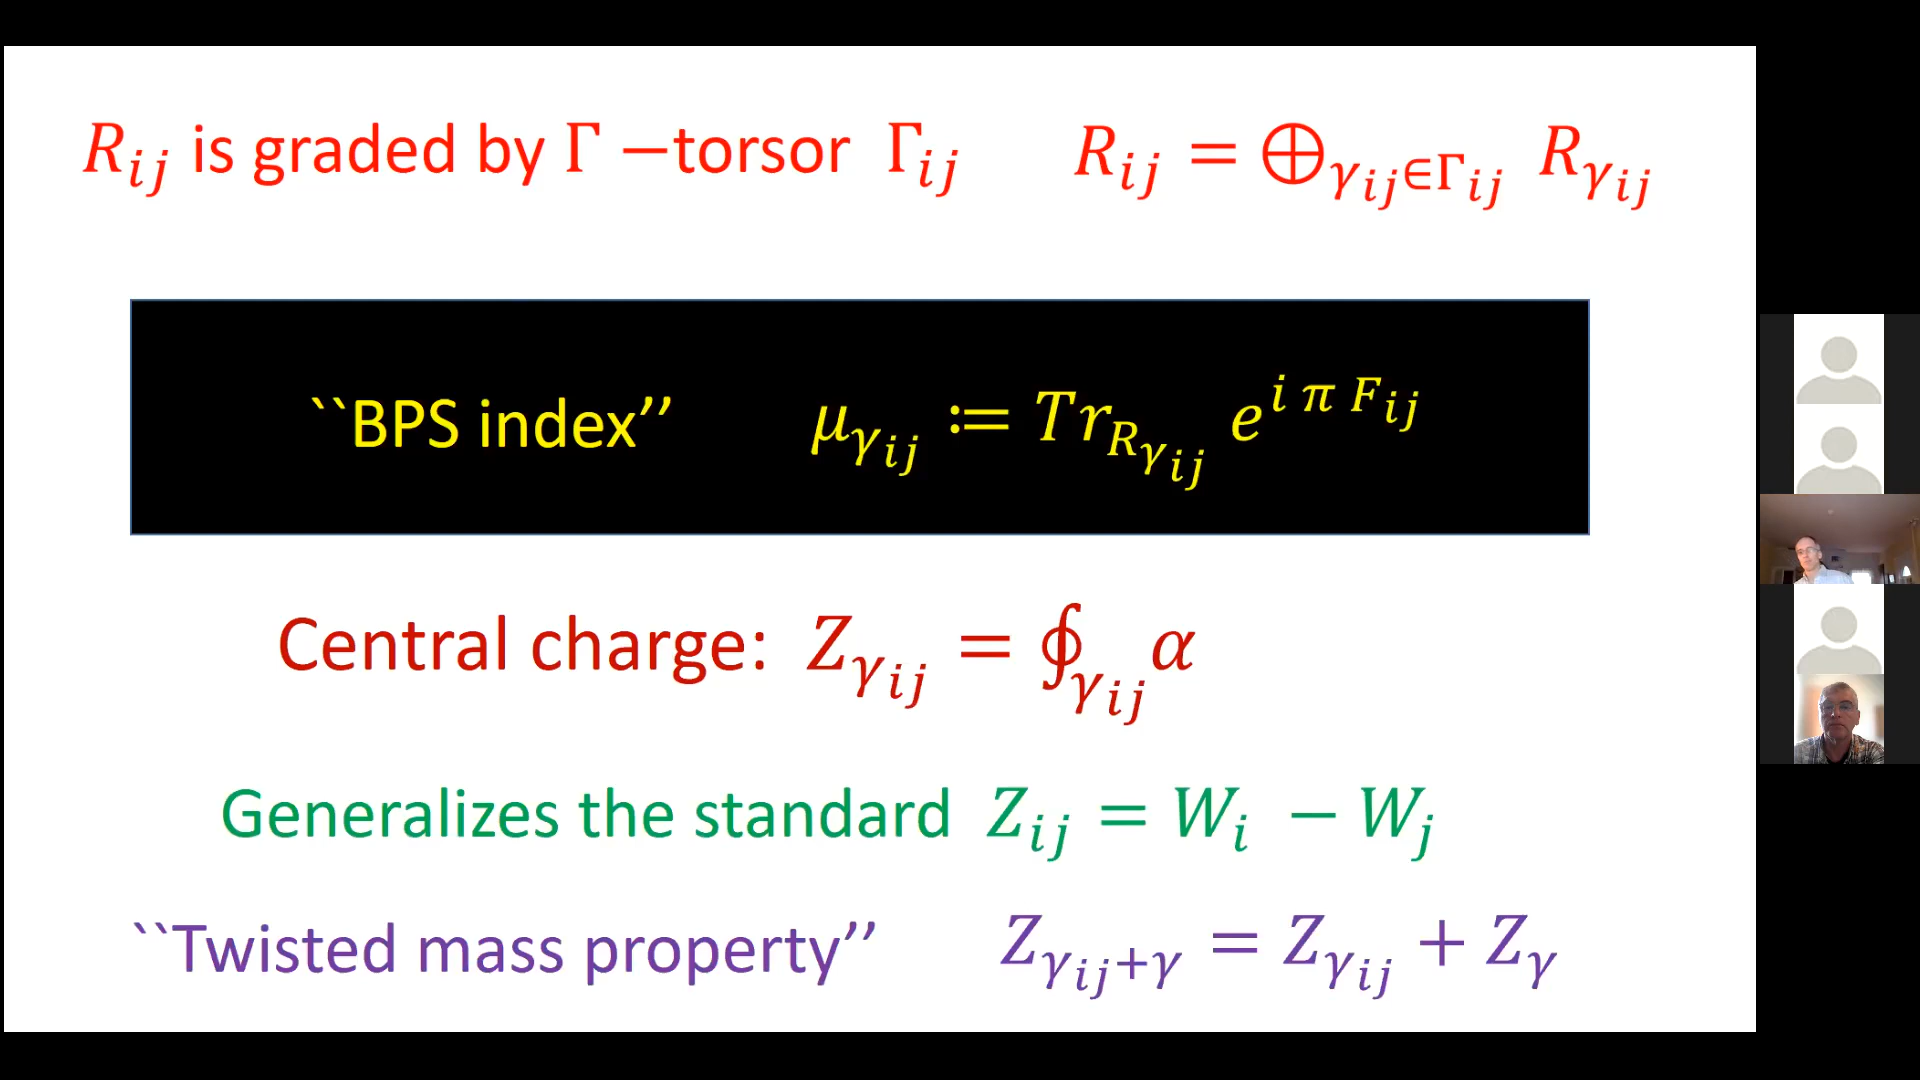 R_{ij} is graded by Γ −torsor Γ_{ij} R_{ij} = ⊕_{γ_{ij}∈Γ_{ij}} R_{γ_{ij}}
``BPS index’’ μ_{γ_{ij}} ≔ Tr_{R_{γ_{ij}}} e^{i π F_{ij}}
Central charge: Z_{γ_{ij}} = ∮_{γ_{ij}} α
Generalizes the standard Z_{ij} = W_i − W_j
``Twisted mass property’’ Z_{γ_{ij}+γ} = Z_{γ_{ij}} + Z_γ